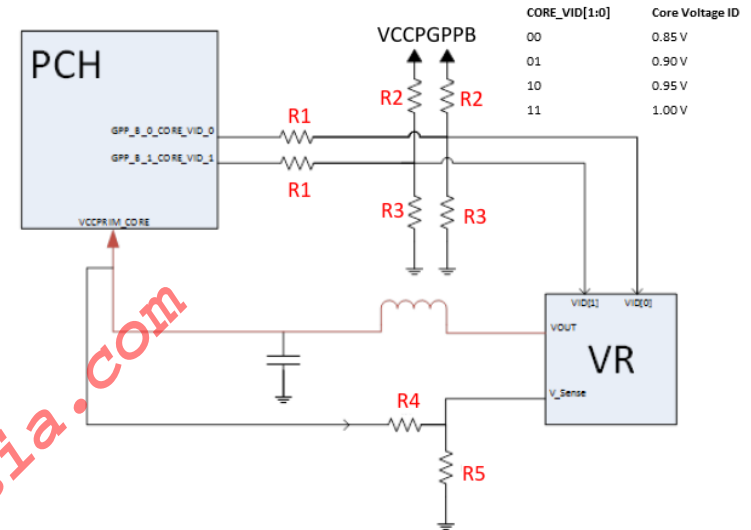 CORE_VID[1:0] Core Voltage ID
00 0.85 V
01 0.90 V
10 0.95 V
11 1.00 V
VCCPGPPB
PCH
R2 R2
R1
GPP_B_0_CORE_VID_0
GPP_B_1_CORE_VID_1
R1
R3 R3
VCCPRIM_CORE
VID[1] VID[0]
VOUT
VR
V_Sense
R4
R5
sia.com